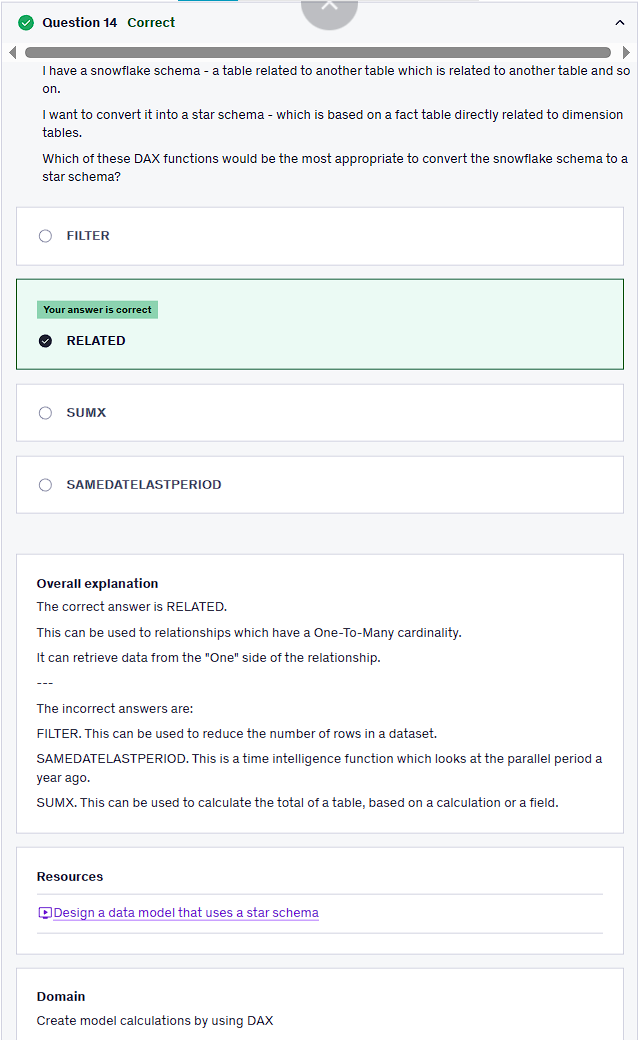 Question 14 Correct
I have a snowflake schema - a table related to another table which is related to another table and so
on.
I want to convert it into a star schema - which is based on a fact table directly related to dimension
tables.
Which of these DAX functions would be the most appropriate to convert the snowflake schema to a
star schema?
FILTER
Your answer is correct
RELATED
SUMX
SAMEDATELASTPERIOD
Overall explanation
The correct answer is RELATED.
This can be used to relationships which have a One-To-Many cardinality.
It can retrieve data from the "One" side of the relationship.
---
The incorrect answers are:
FILTER. This can be used to reduce the number of rows in a dataset.
SAMEDATELASTPERIOD. This is a time intelligence function which looks at the parallel period a
year ago.
SUMX. This can be used to calculate the total of a table, based on a calculation or a field.
Resources
Design a data model that uses a star schema
Domain
Create model calculations by using DAX